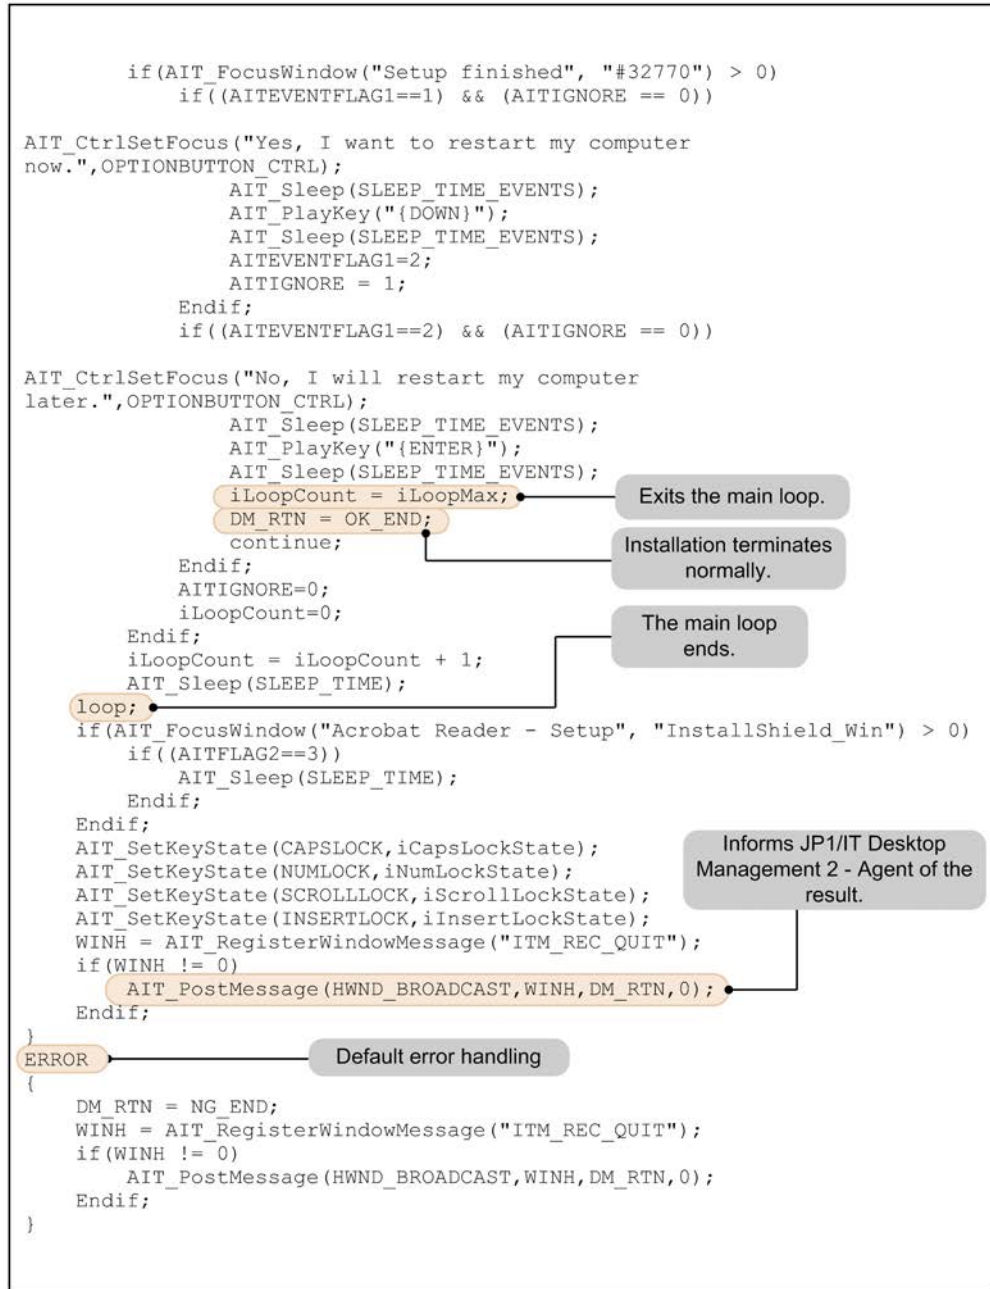 if(AIT_FocusWindow("Setup finished", "#32770") > 0)
            if((AITEVENTFLAG1==1) && (AITIGNORE == 0))
AIT_CtrlSetFocus("Yes, I want to restart my computer
now.",OPTIONBUTTON_CTRL);
                AIT_Sleep(SLEEP_TIME_EVENTS);
                AIT_PlayKey("{DOWN}");
                AIT_Sleep(SLEEP_TIME_EVENTS);
                AITEVENTFLAG1=2;
                AITIGNORE = 1;
            Endif;
            if((AITEVENTFLAG1==2) && (AITIGNORE == 0))
AIT_CtrlSetFocus("No, I will restart my computer
later.",OPTIONBUTTON_CTRL);
                AIT_Sleep(SLEEP_TIME_EVENTS);
                AIT_PlayKey("{ENTER}");
                AIT_Sleep(SLEEP_TIME_EVENTS);
                iLoopCount = iLoopMax;
Exits the main loop.
                DM_RTN = OK_END;
                continue;
Installation terminates
normally.
            Endif;
            AITIGNORE=0;
            iLoopCount=0;
The main loop
ends.
        Endif;
        iLoopCount = iLoopCount + 1;
        AIT_Sleep(SLEEP_TIME);
    loop;
    if(AIT_FocusWindow("Acrobat Reader - Setup", "InstallShield_Win") > 0)
        if((AITFLAG2==3))
            AIT_Sleep(SLEEP_TIME);
        Endif;
    Endif;
    AIT_SetKeyState(CAPSLOCK,iCapsLockState);
    AIT_SetKeyState(NUMLOCK,iNumLockState);
    AIT_SetKeyState(SCROLLLOCK,iScrollLockState);
    AIT_SetKeyState(INSERTLOCK,iInsertLockState);
Informs JP1/IT Desktop
Management 2 - Agent of the
result.
    WINH = AIT_RegisterWindowMessage("ITM_REC_QUIT");
    if(WINH != 0)
        AIT_PostMessage(HWND_BROADCAST,WINH,DM_RTN,0);
    Endif;
}
ERROR
Default error handling
{
    DM_RTN = NG_END;
    WINH = AIT_RegisterWindowMessage("ITM_REC_QUIT");
    if(WINH != 0)
        AIT_PostMessage(HWND_BROADCAST,WINH,DM_RTN,0);
    Endif;
}